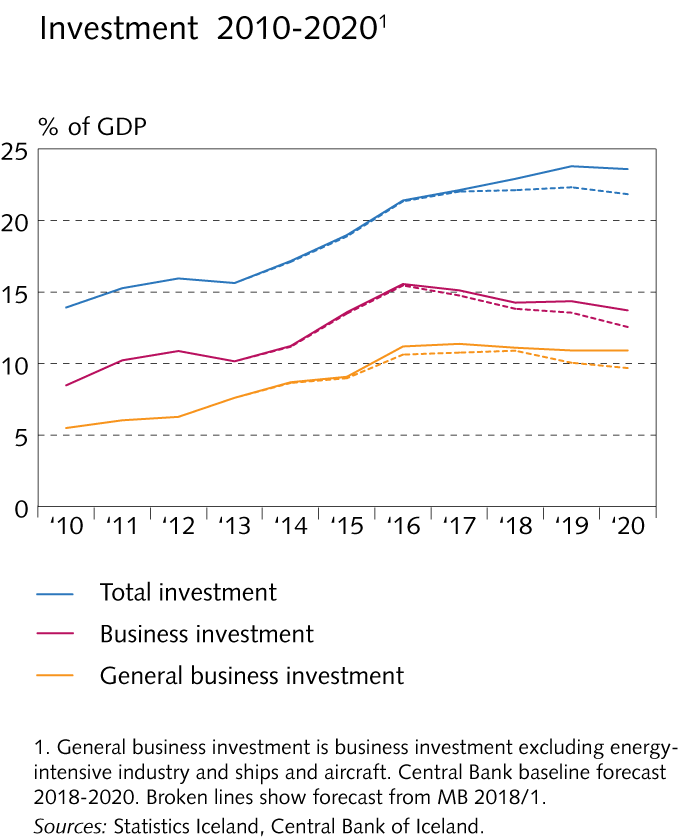 Investment 2010-2020¹
% of GDP
25
20
15
10
5
0
‘10 ‘11 ‘12 ‘13 ‘14 ‘15 ‘16 ‘17 ‘18 ‘19 ‘20
Total investment
Business investment
General business investment
1. General business investment is business investment excluding energy-
intensive industry and ships and aircraft. Central Bank baseline forecast
2018-2020. Broken lines show forecast from MB 2018/1.
Sources: Statistics Iceland, Central Bank of Iceland.